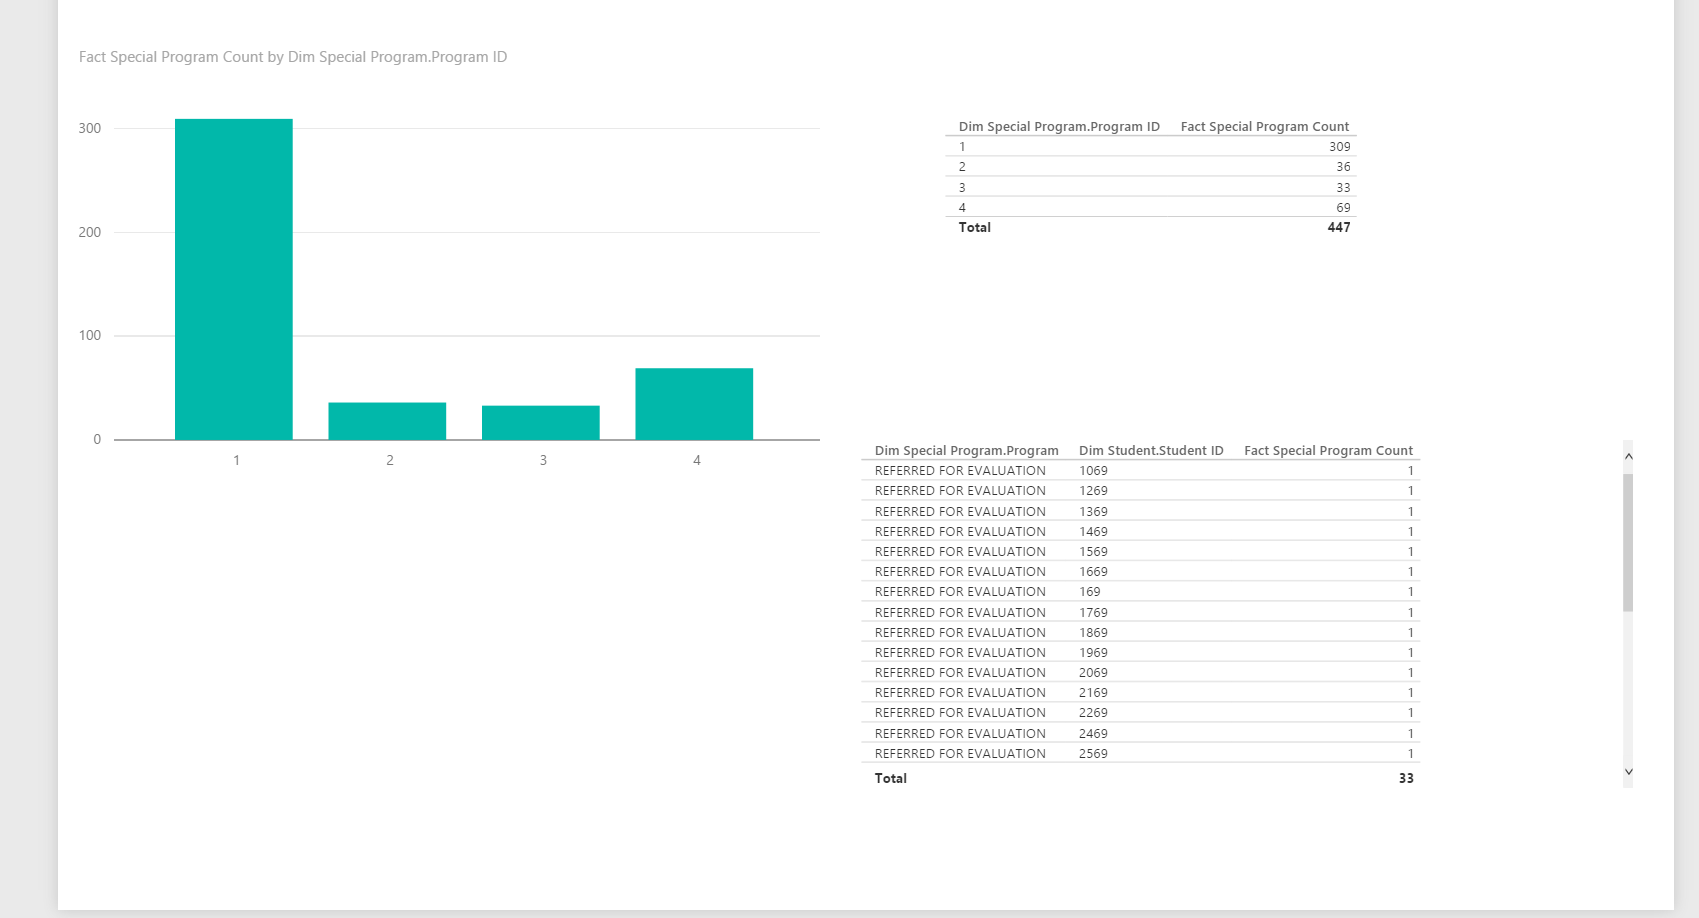 Fact Special Program Count by Dim Special Program.Program ID
300
200
100
0
1 2 3 4
Dim Special Program.Program ID Fact Special Program Count
1 309
2 36
3 33
4 69
Total 447
Dim Special Program.Program Dim Student.Student ID Fact Special Program Count
REFERRED FOR EVALUATION 1069 1
REFERRED FOR EVALUATION 1269 1
REFERRED FOR EVALUATION 1369 1
REFERRED FOR EVALUATION 1469 1
REFERRED FOR EVALUATION 1569 1
REFERRED FOR EVALUATION 1669 1
REFERRED FOR EVALUATION 169 1
REFERRED FOR EVALUATION 1769 1
REFERRED FOR EVALUATION 1869 1
REFERRED FOR EVALUATION 1969 1
REFERRED FOR EVALUATION 2069 1
REFERRED FOR EVALUATION 2169 1
REFERRED FOR EVALUATION 2269 1
REFERRED FOR EVALUATION 2469 1
REFERRED FOR EVALUATION 2569 1
Total 33